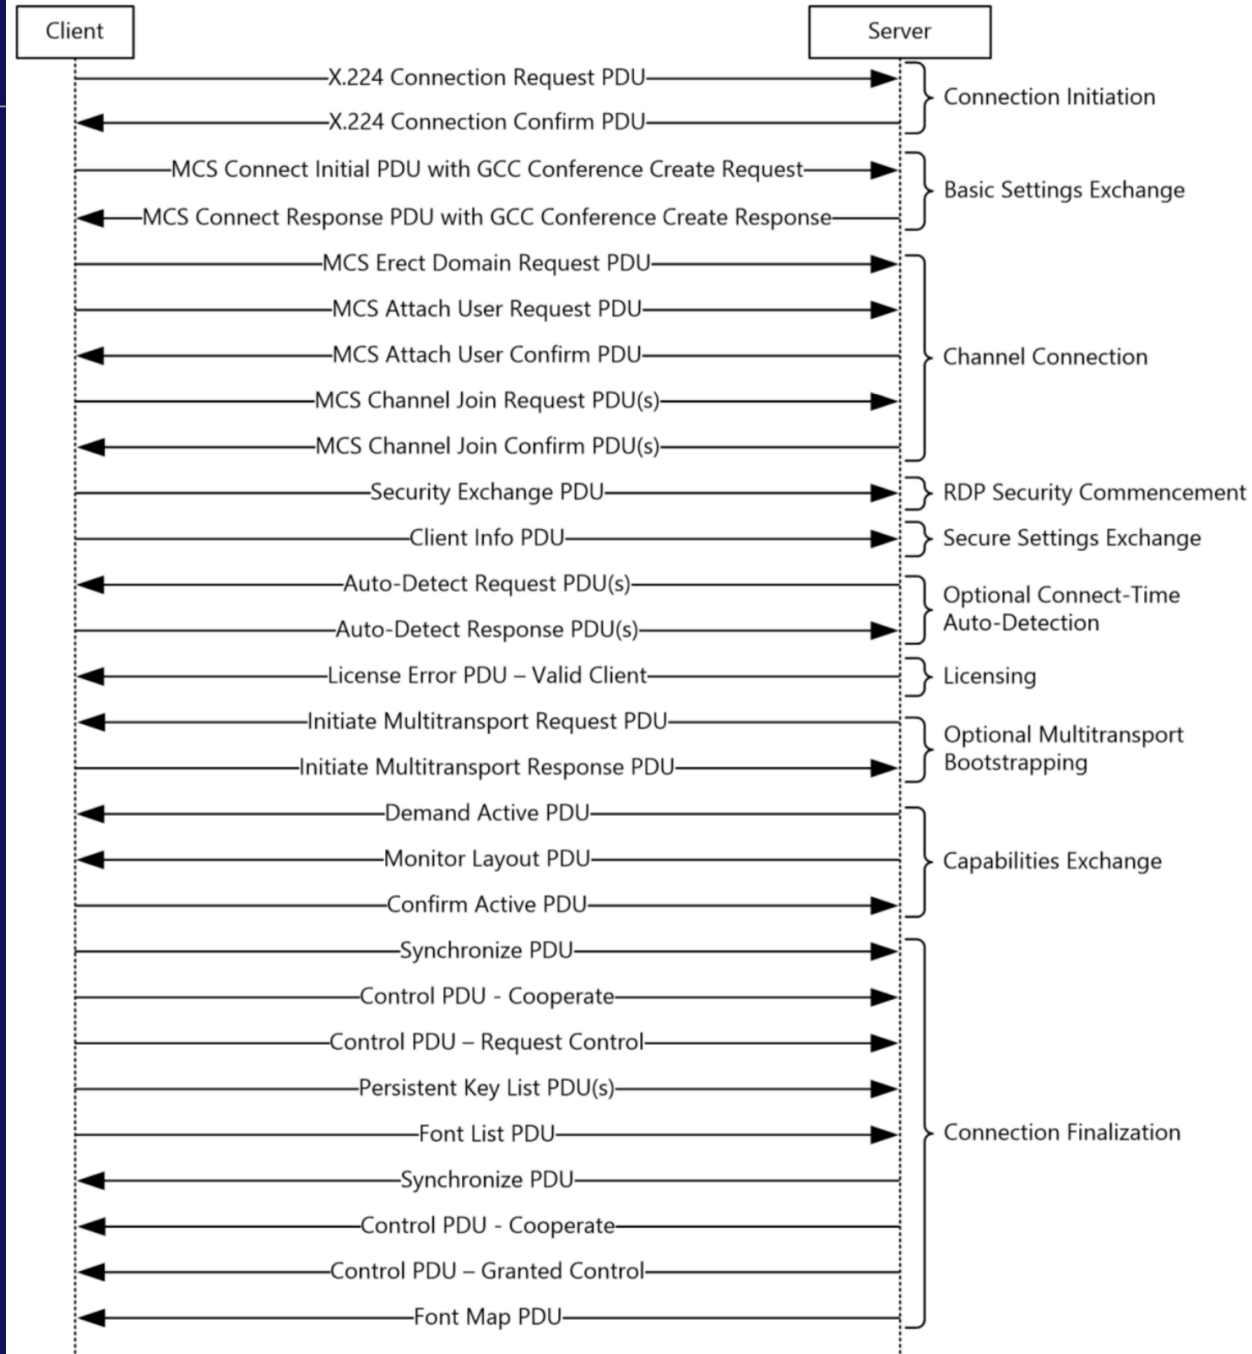 Client
Server
X.224 Connection Request PDU
Connection Initiation
X.224 Connection Confirm PDU
MCS Connect Initial PDU with GCC Conference Create Request
Basic Settings Exchange
MCS Connect Response PDU with GCC Conference Create Response
MCS Erect Domain Request PDU
MCS Attach User Request PDU
MCS Attach User Confirm PDU
Channel Connection
MCS Channel Join Request PDU(s)
MCS Channel Join Confirm PDU(s)
Security Exchange PDU
RDP Security Commencement
Client Info PDU
Secure Settings Exchange
Auto-Detect Request PDU(s)
Optional Connect-Time
Auto-Detection
Auto-Detect Response PDU(s)
License Error PDU – Valid Client
Licensing
Initiate Multitransport Request PDU
Optional Multitransport
Bootstrapping
Initiate Multitransport Response PDU
Demand Active PDU
Monitor Layout PDU
Capabilities Exchange
Confirm Active PDU
Synchronize PDU
Control PDU - Cooperate
Control PDU – Request Control
Persistent Key List PDU(s)
Font List PDU
Connection Finalization
Synchronize PDU
Control PDU - Cooperate
Control PDU – Granted Control
Font Map PDU